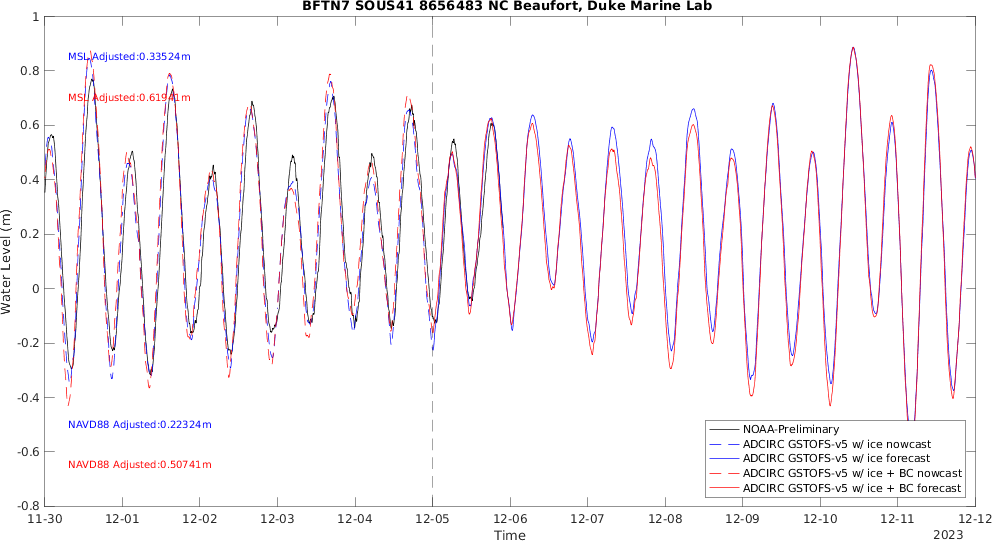 BFTN7 SOUS41 8656483 NC Beaufort, Duke Marine Lab
1
0.8
0.6
0.4
0.2
0
-0.2
-0.4
-0.6
-0.8
Water Level (m)
MSL Adjusted:0.33524m
MSL Adjusted:0.61941m
NAVD88 Adjusted:0.22324m
NAVD88 Adjusted:0.50741m
NOAA-Preliminary
ADCIRC GSTOFS-v5 w/ ice nowcast
ADCIRC GSTOFS-v5 w/ ice forecast
ADCIRC GSTOFS-v5 w/ ice + BC nowcast
ADCIRC GSTOFS-v5 w/ ice + BC forecast
11-30 12-01 12-02 12-03 12-04 12-05 12-06 12-07 12-08 12-09 12-10 12-11 12-12
Time
2023